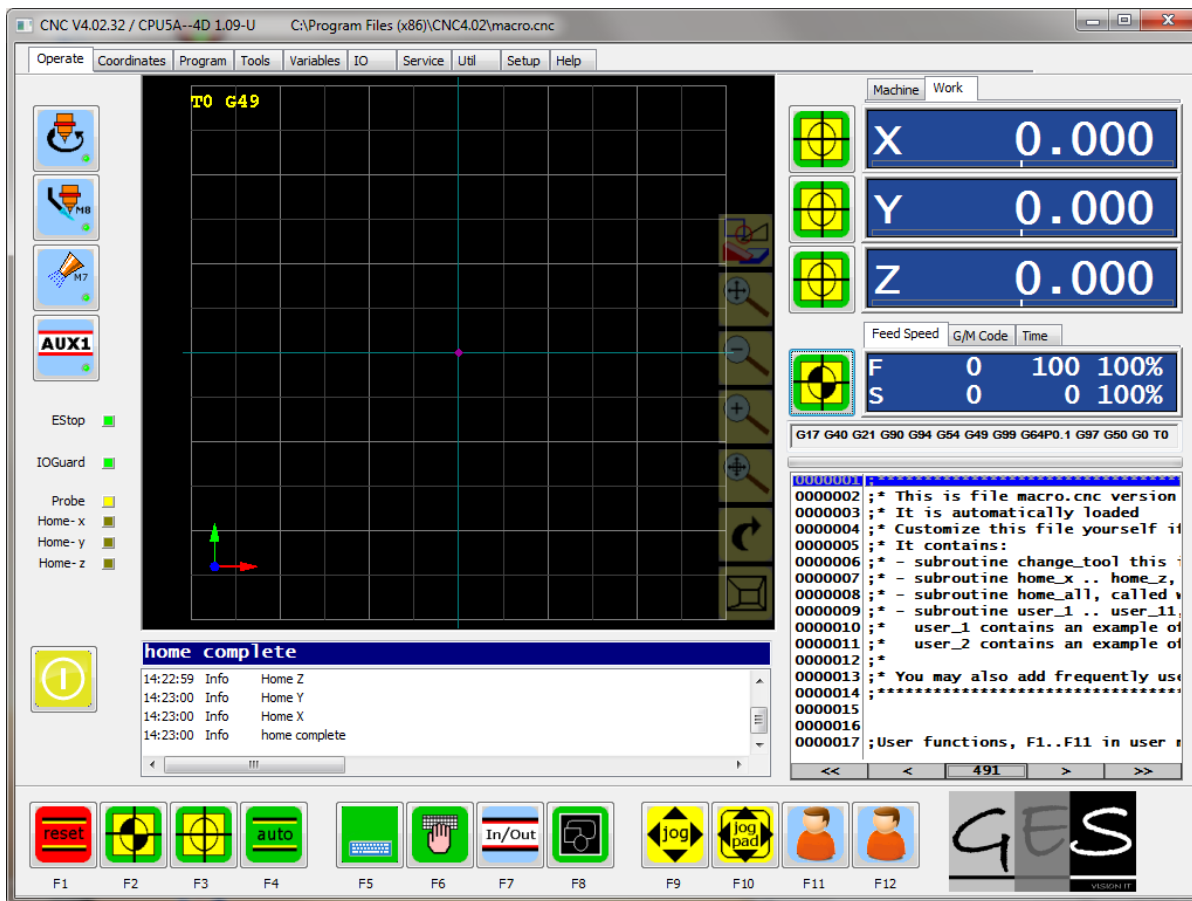 CNC V4.02.32 / CPU5A--4D 1.09-U C:\Program Files (x86)\CNC4.02\macro.cnc
Operate Coordinates Program Tools Variables IO Service Util Setup Help
T0 G49
M8
M7
AUX1
EStop
IOGuard
Probe
Home- x
Home- y
Home- z
Machine Work
X 0.000
Y 0.000
Z 0.000
Feed Speed G/M Code Time
F 0 100 100%
S 0 0 100%
G17 G40 G21 G90 G94 G54 G49 G99 G64P0.1 G97 G50 G0 T0
0000001 ;***********************************
0000002 ;* This is file macro.cnc version
0000003 ;* It is automatically loaded
0000004 ;* Customize this file yourself if
0000005 ;* It contains:
0000006 ;* - subroutine change_tool this i
0000007 ;* - subroutine home_x .. home_z,
0000008 ;* - subroutine home_all, called w
0000009 ;* - subroutine user_1 .. user_11,
0000010 ;* user_1 contains an example of
0000011 ;* user_2 contains an example of
0000012 ;*
0000013 ;* You may also add frequently use
0000014 ;***********************************
0000015
0000016
0000017 ;User functions, F1..F11 in user m
<< < 491 > >>
home complete
14:22:59 Info Home Z
14:23:00 Info Home Y
14:23:00 Info Home X
14:23:00 Info home complete
reset auto In/Out jog jog pad
F1 F2 F3 F4 F5 F6 F7 F8 F9 F10 F11 F12
GES
VISION IT